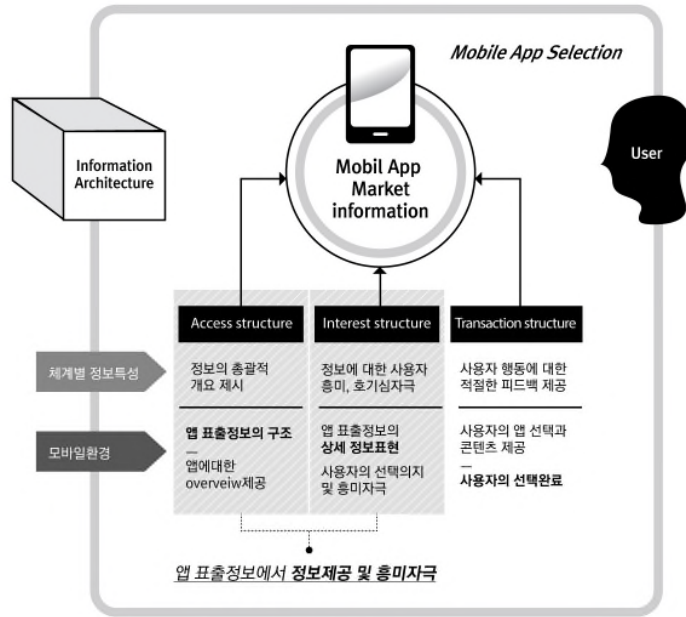 Mobile App Selection
Information
Architecture
Mobil App
Market
information
User
Access structure
Interest structure
Transaction structure
체계별 정보특성
정보의 총괄적
개요 제시
정보에 대한 사용자
흥미, 호기심자극
사용자 행동에 대한
적절한 피드백 제공
모바일환경
앱 표출정보의 구조
—
앱에대한
overveiw제공
앱 표출정보의
상세 정보표현
사용자의 선택의지
및 흥미자극
사용자의 앱 선택과
콘텐츠 제공
—
사용자의 선택완료
앱 표출정보에서 정보제공 및 흥미자극